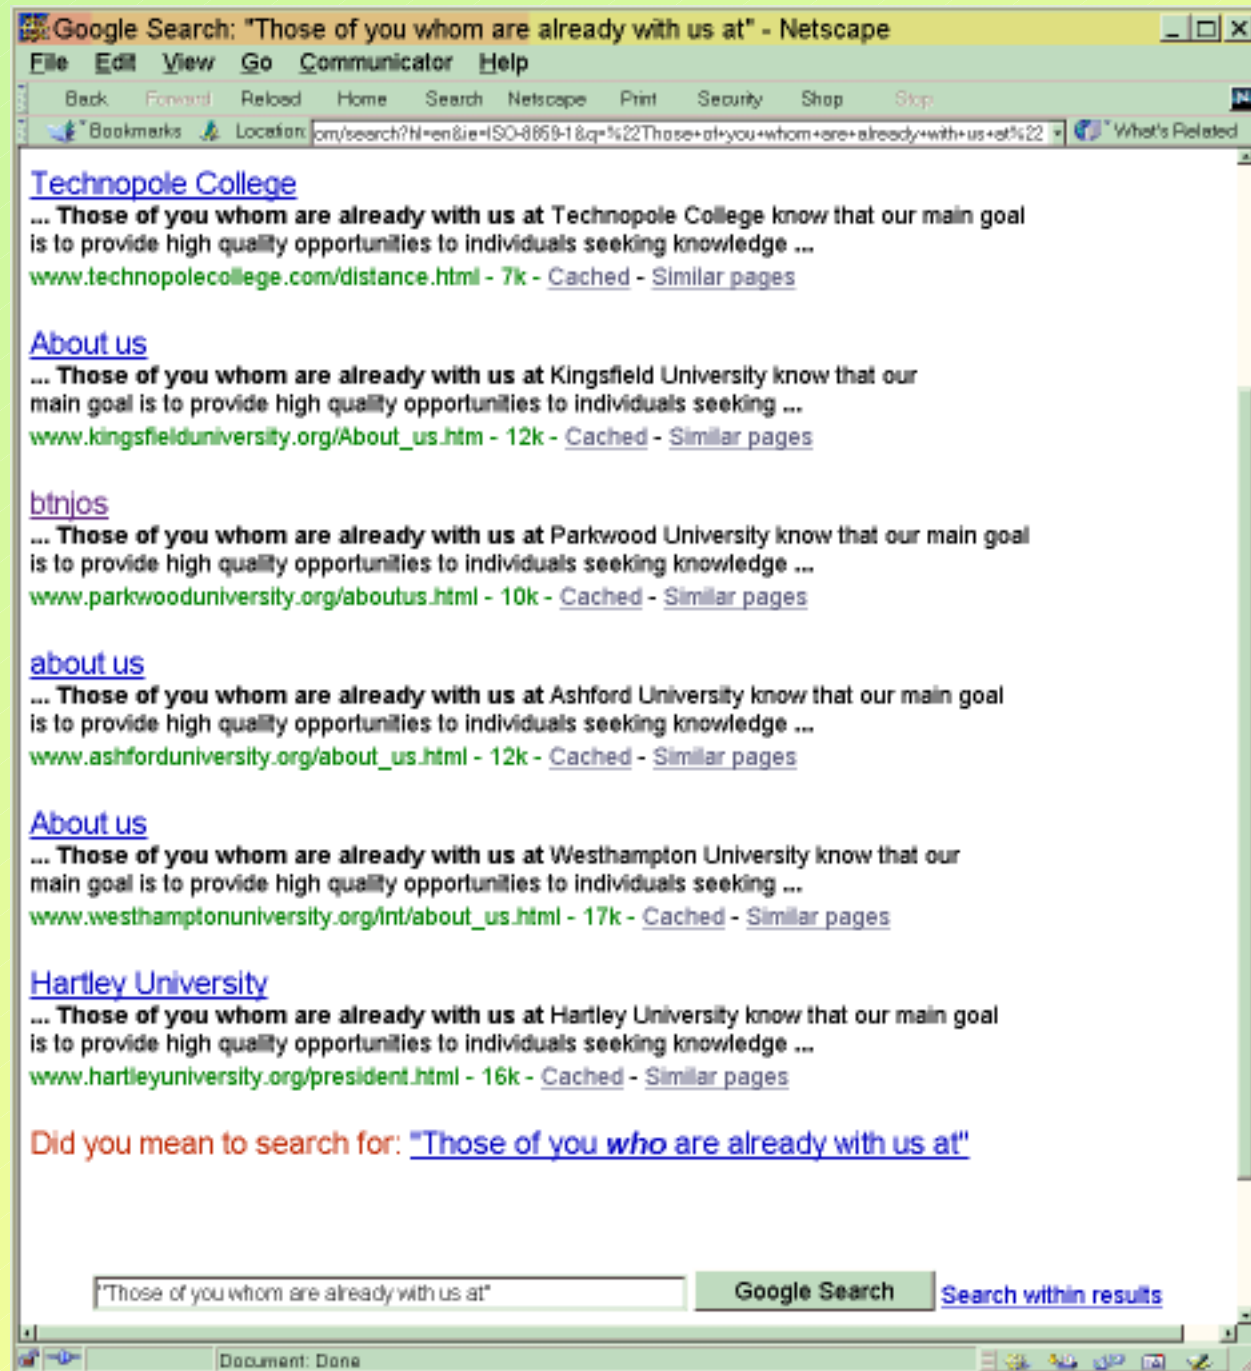 Google Search: "Those of you whom are already with us at" - Netscape
File Edit View Go Communicator Help
Back Forward Reload Home Search Netscape Print Security Shop Stop
Bookmarks Location: om/search?hl=en&ie=ISO-8859-1&q=%22Those+of+you+whom+are+already+with+us+at%22 What's Related
Technopole College
... Those of you whom are already with us at Technopole College know that our main goal
is to provide high quality opportunities to individuals seeking knowledge ...
www.technopolecollege.com/distance.html - 7k - Cached - Similar pages
About us
... Those of you whom are already with us at Kingsfield University know that our
main goal is to provide high quality opportunities to individuals seeking ...
www.kingsfielduniversity.org/About_us.htm - 12k - Cached - Similar pages
btnjos
... Those of you whom are already with us at Parkwood University know that our main goal
is to provide high quality opportunities to individuals seeking knowledge ...
www.parkwooduniversity.org/aboutus.html - 10k - Cached - Similar pages
about us
... Those of you whom are already with us at Ashford University know that our main goal
is to provide high quality opportunities to individuals seeking knowledge ...
www.ashforduniversity.org/about_us.html - 12k - Cached - Similar pages
About us
... Those of you whom are already with us at Westhampton University know that our
main goal is to provide high quality opportunities to individuals seeking ...
www.westhamptonuniversity.org/int/about_us.html - 17k - Cached - Similar pages
Hartley University
... Those of you whom are already with us at Hartley University know that our main goal
is to provide high quality opportunities to individuals seeking knowledge ...
www.hartleyuniversity.org/president.html - 16k - Cached - Similar pages
Did you mean to search for: "Those of you who are already with us at"
"Those of you whom are already with us at" Google Search Search within results
Document: Done